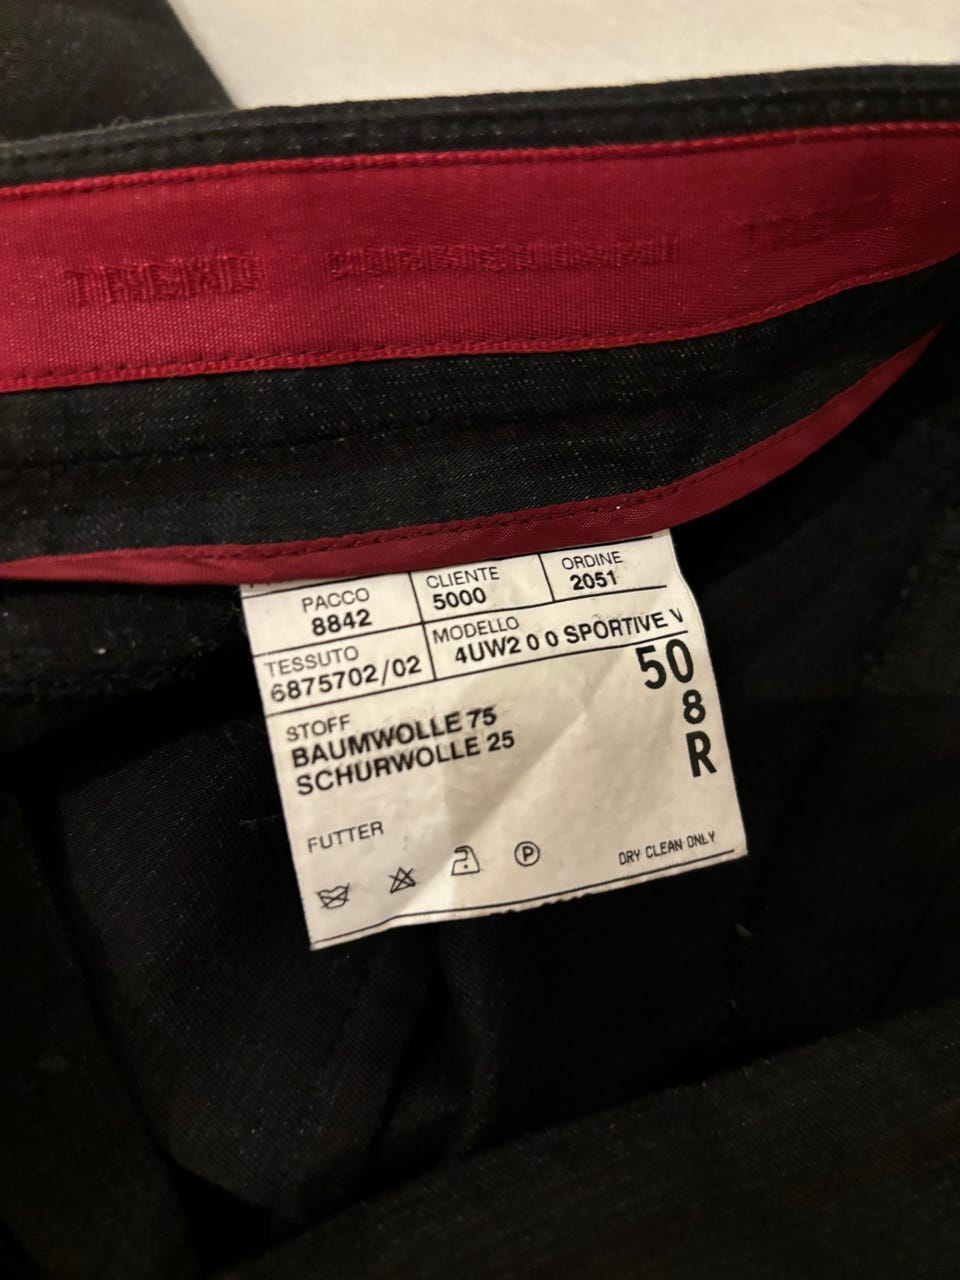 PACCO
8842
CLIENTE
5000
ORDINE
2051
TESSUTO
6875702/02
MODELLO
4UW2 0 0 SPORTIVE V
50
8
R
STOFF
BAUMWOLLE 75
SCHURWOLLE 25
FUTTER
P
DRY CLEAN ONLY